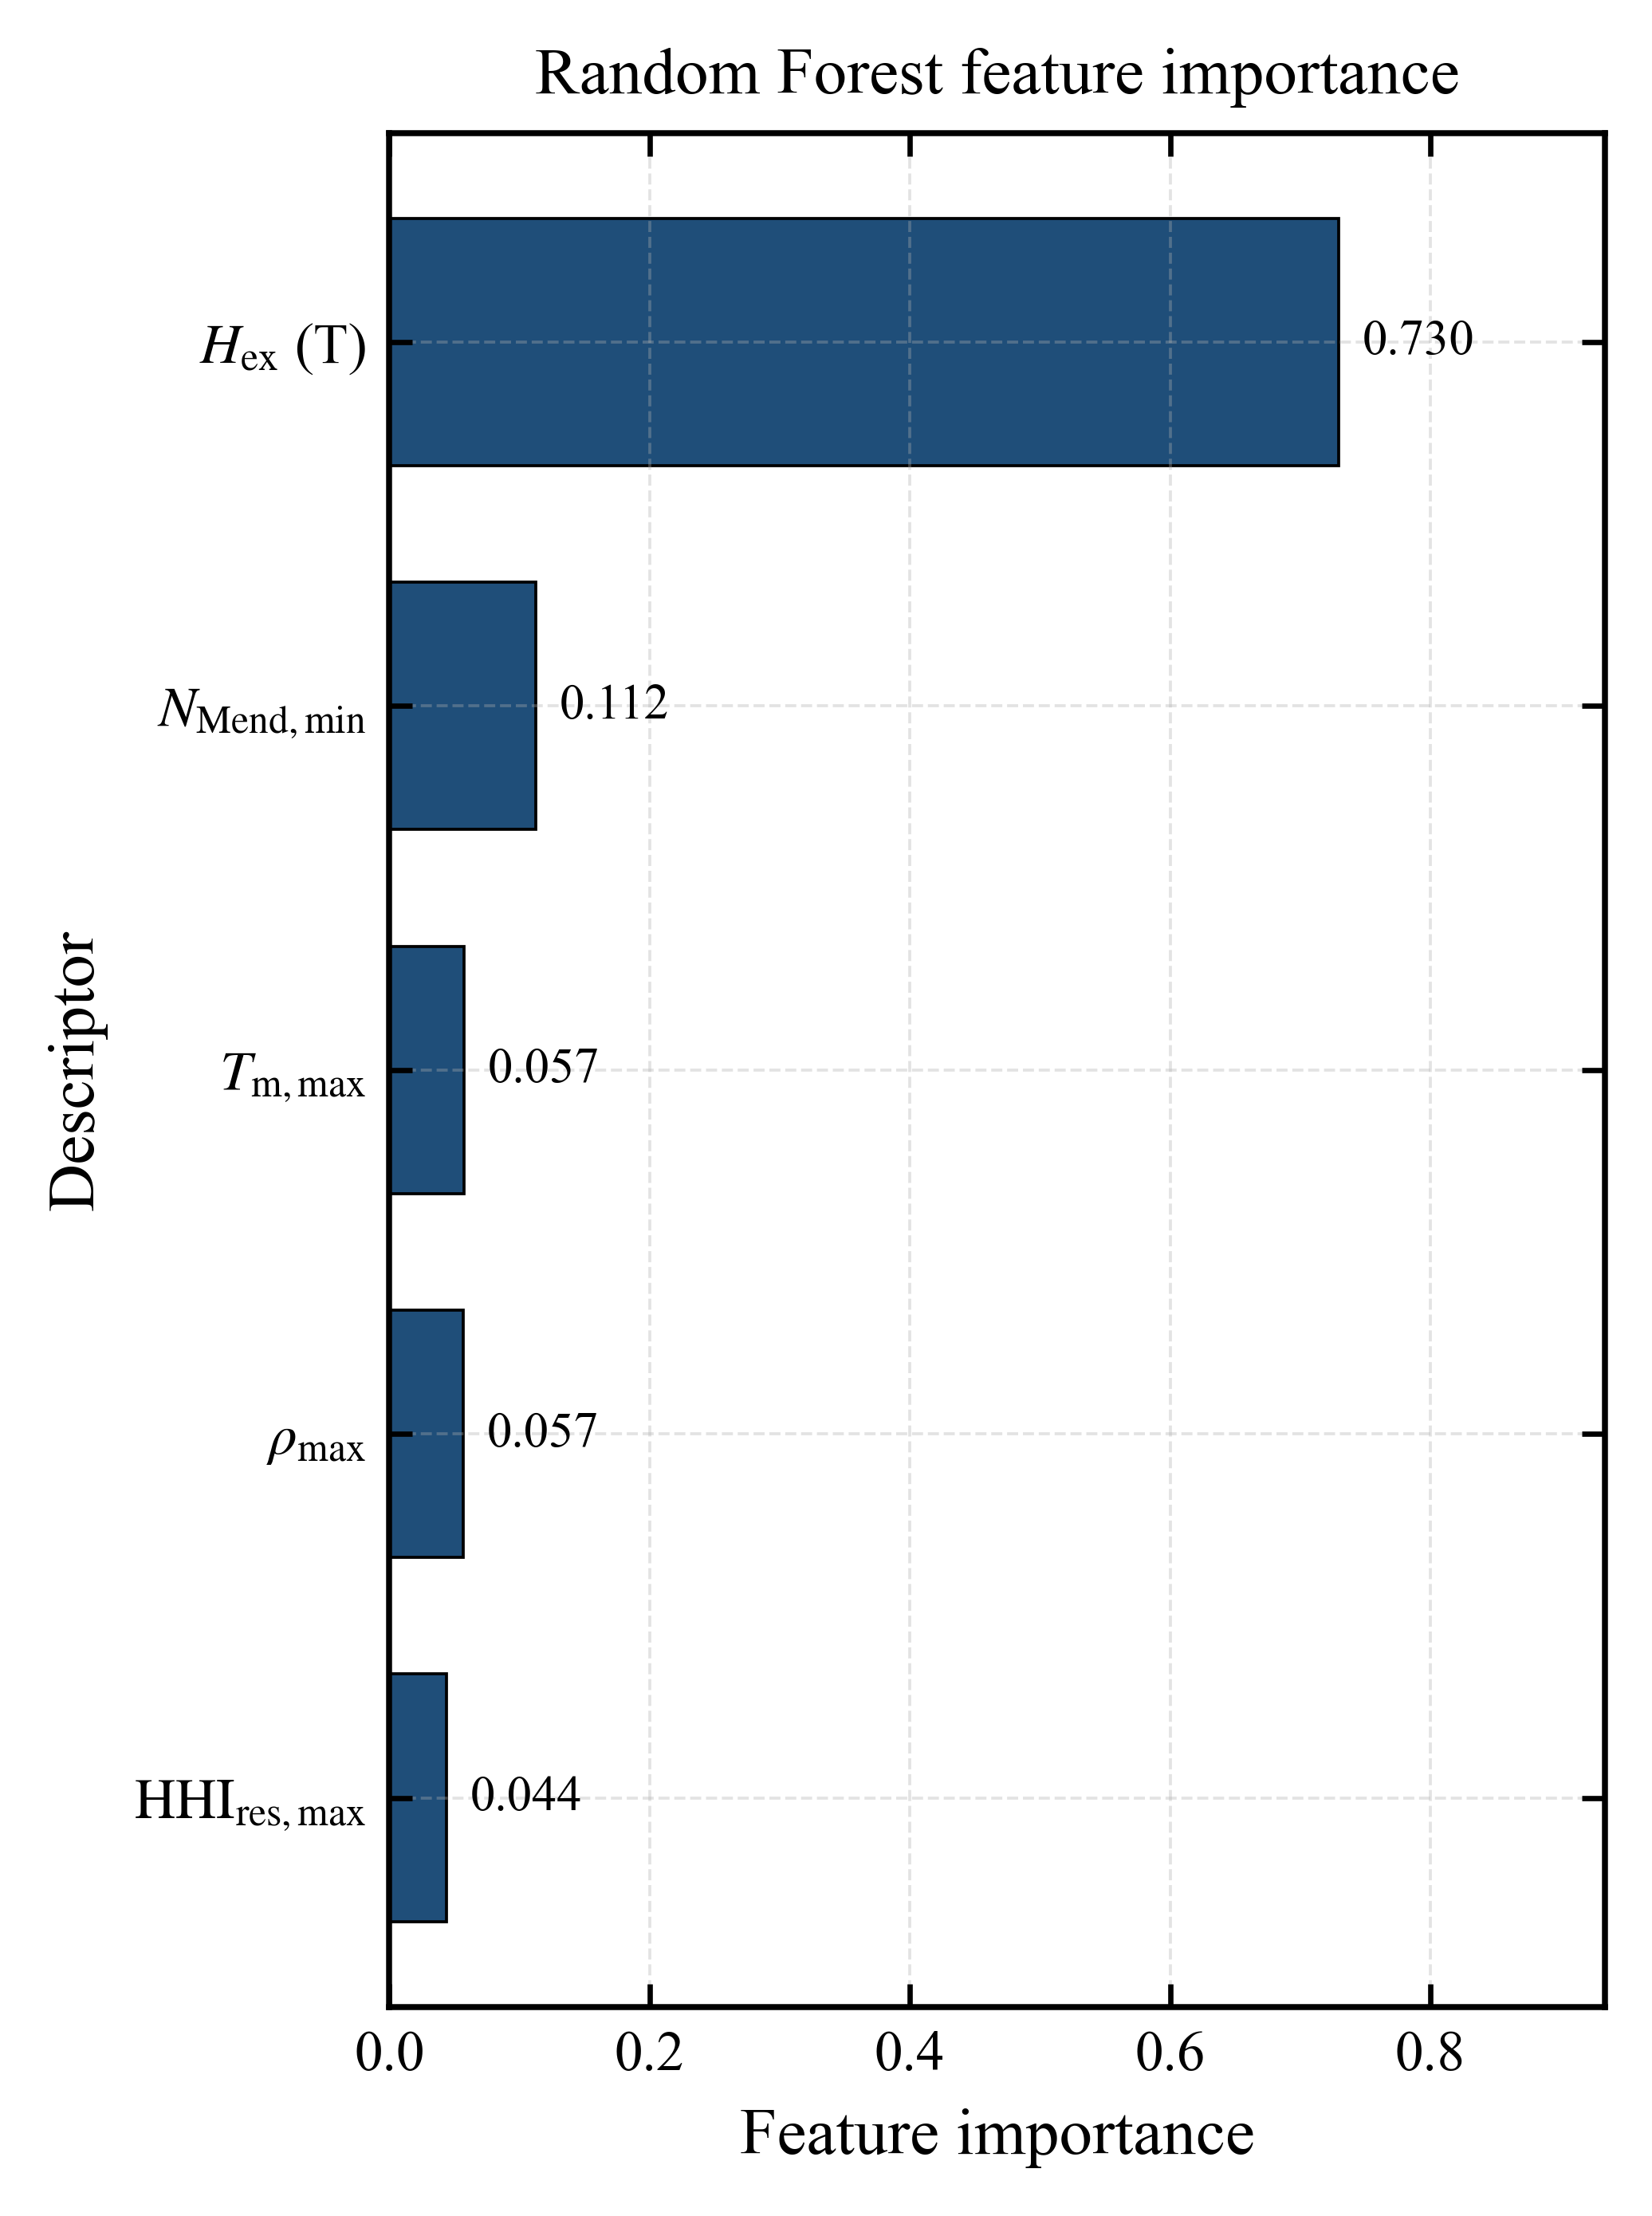 Random Forest feature importance
H_ex (T)
0.730
N_Mend, min
0.112
T_m, max
0.057
ρ_max
0.057
HHI_res, max
0.044
Descriptor
0.0 0.2 0.4 0.6 0.8
Feature importance